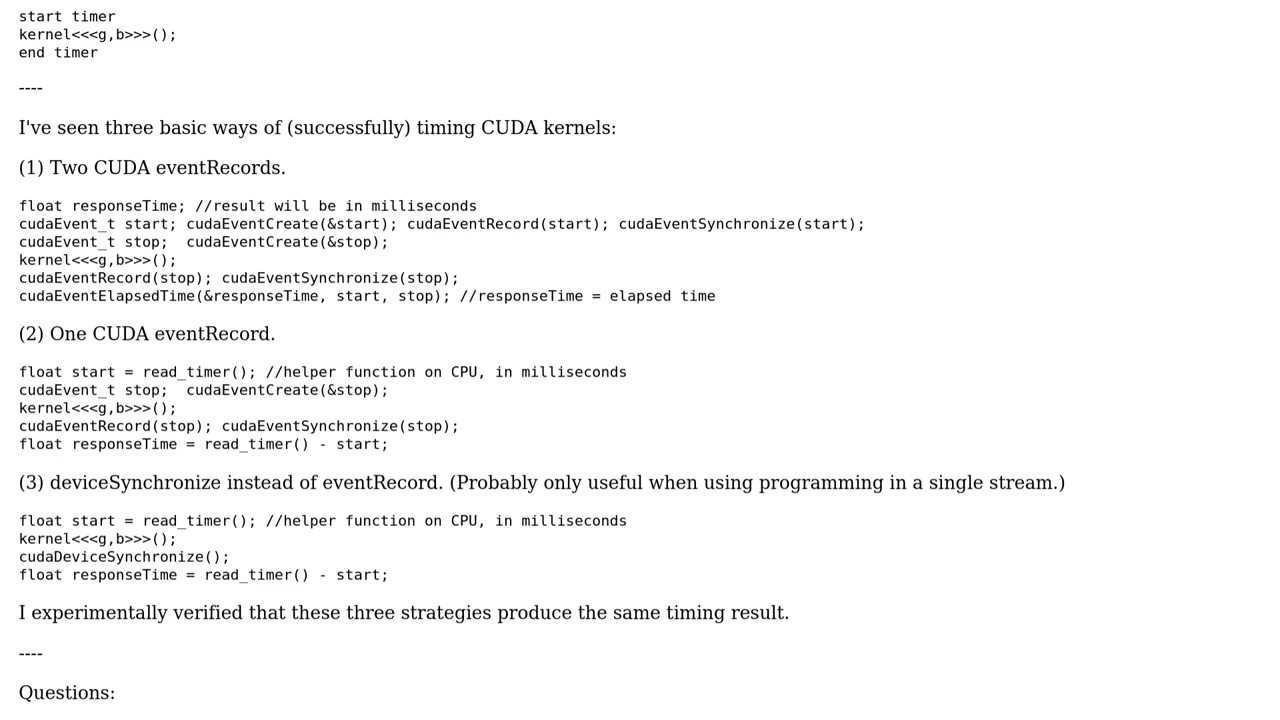 start timer
kernel<<<g,b>>>();
end timer
----
I've seen three basic ways of (successfully) timing CUDA kernels:
(1) Two CUDA eventRecords.
float responseTime; //result will be in milliseconds
cudaEvent_t start; cudaEventCreate(&start); cudaEventRecord(start); cudaEventSynchronize(start);
cudaEvent_t stop;  cudaEventCreate(&stop);
kernel<<<g,b>>>();
cudaEventRecord(stop); cudaEventSynchronize(stop);
cudaEventElapsedTime(&responseTime, start, stop); //responseTime = elapsed time
(2) One CUDA eventRecord.
float start = read_timer(); //helper function on CPU, in milliseconds
cudaEvent_t stop;  cudaEventCreate(&stop);
kernel<<<g,b>>>();
cudaEventRecord(stop); cudaEventSynchronize(stop);
float responseTime = read_timer() - start;
(3) deviceSynchronize instead of eventRecord. (Probably only useful when using programming in a single stream.)
float start = read_timer(); //helper function on CPU, in milliseconds
kernel<<<g,b>>>();
cudaDeviceSynchronize();
float responseTime = read_timer() - start;
I experimentally verified that these three strategies produce the same timing result.
----
Questions: